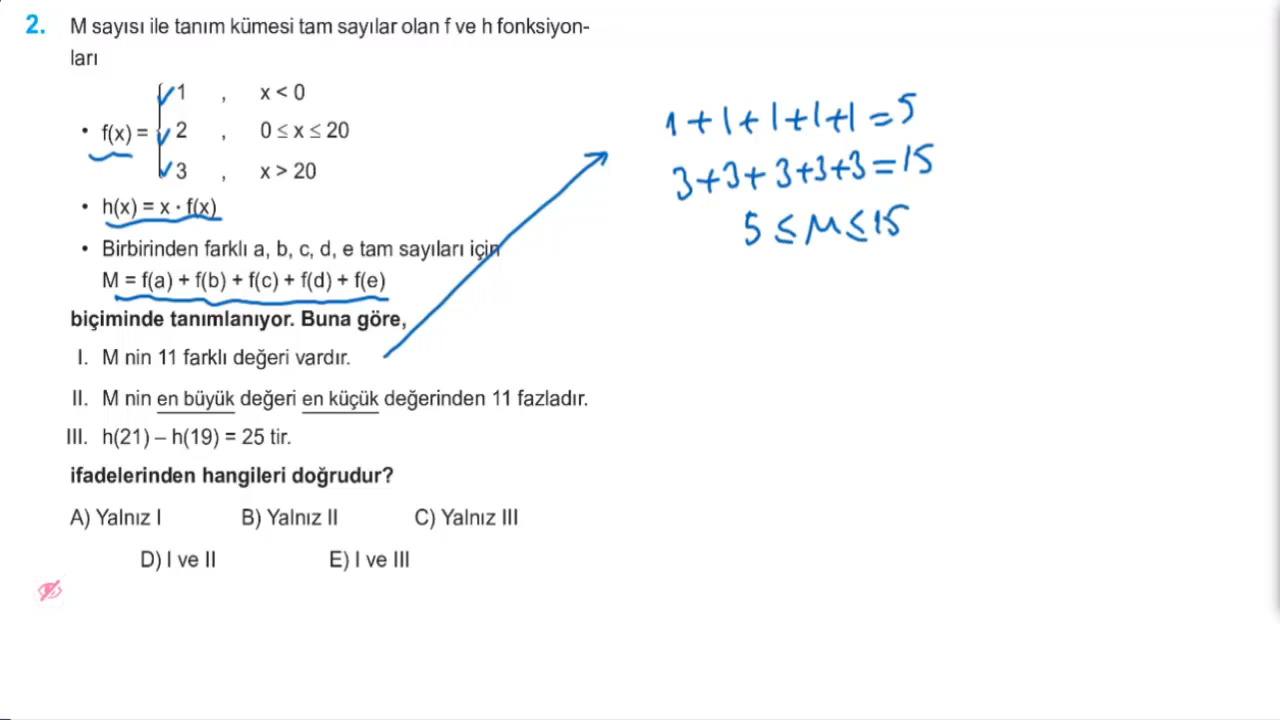 2. M sayısı ile tanım kümesi tam sayılar olan f ve h fonksiyon-
ları
1 , x < 0
• f(x) = 2 , 0 ≤ x ≤ 20
3 , x > 20
• h(x) = x · f(x)
• Birbirinden farklı a, b, c, d, e tam sayıları için
M = f(a) + f(b) + f(c) + f(d) + f(e)
biçiminde tanımlanıyor. Buna göre,
I. M nin 11 farklı değeri vardır.
II. M nin en büyük değeri en küçük değerinden 11 fazladır.
III. h(21) – h(19) = 25 tir.
ifadelerinden hangileri doğrudur?
A) Yalnız I B) Yalnız II C) Yalnız III
D) I ve II E) I ve III
1+1+1+1+1=5
3+3+3+3+3=15
5 ≤ M ≤ 15